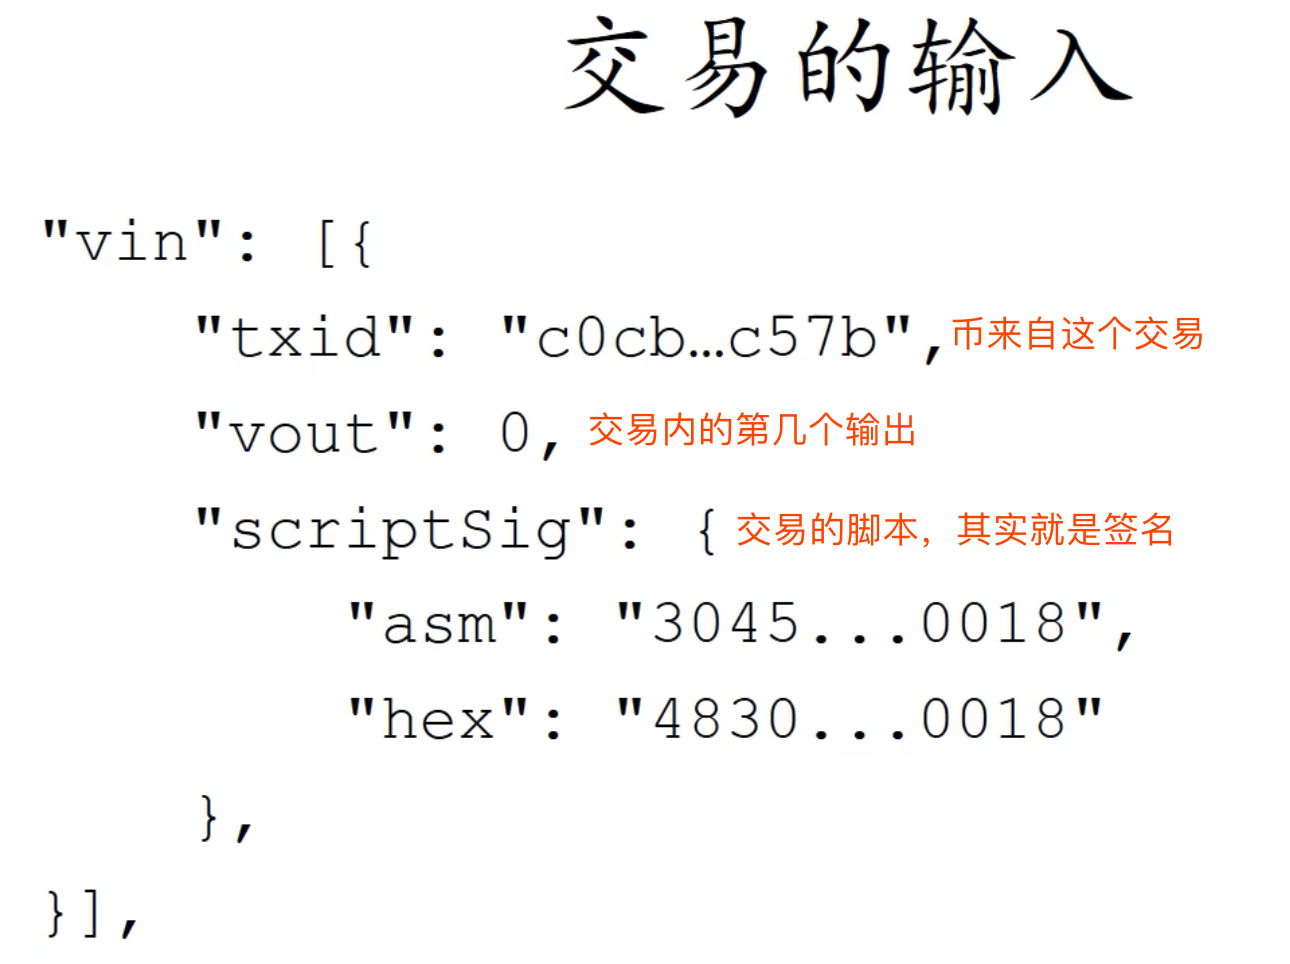 交易的输入
"vin": [{
"txid": "c0cb…c57b",币来自这个交易
"vout": 0, 交易内的第几个输出
"scriptSig": { 交易的脚本，其实就是签名
"asm": "3045...0018",
"hex": "4830...0018"
},
}],